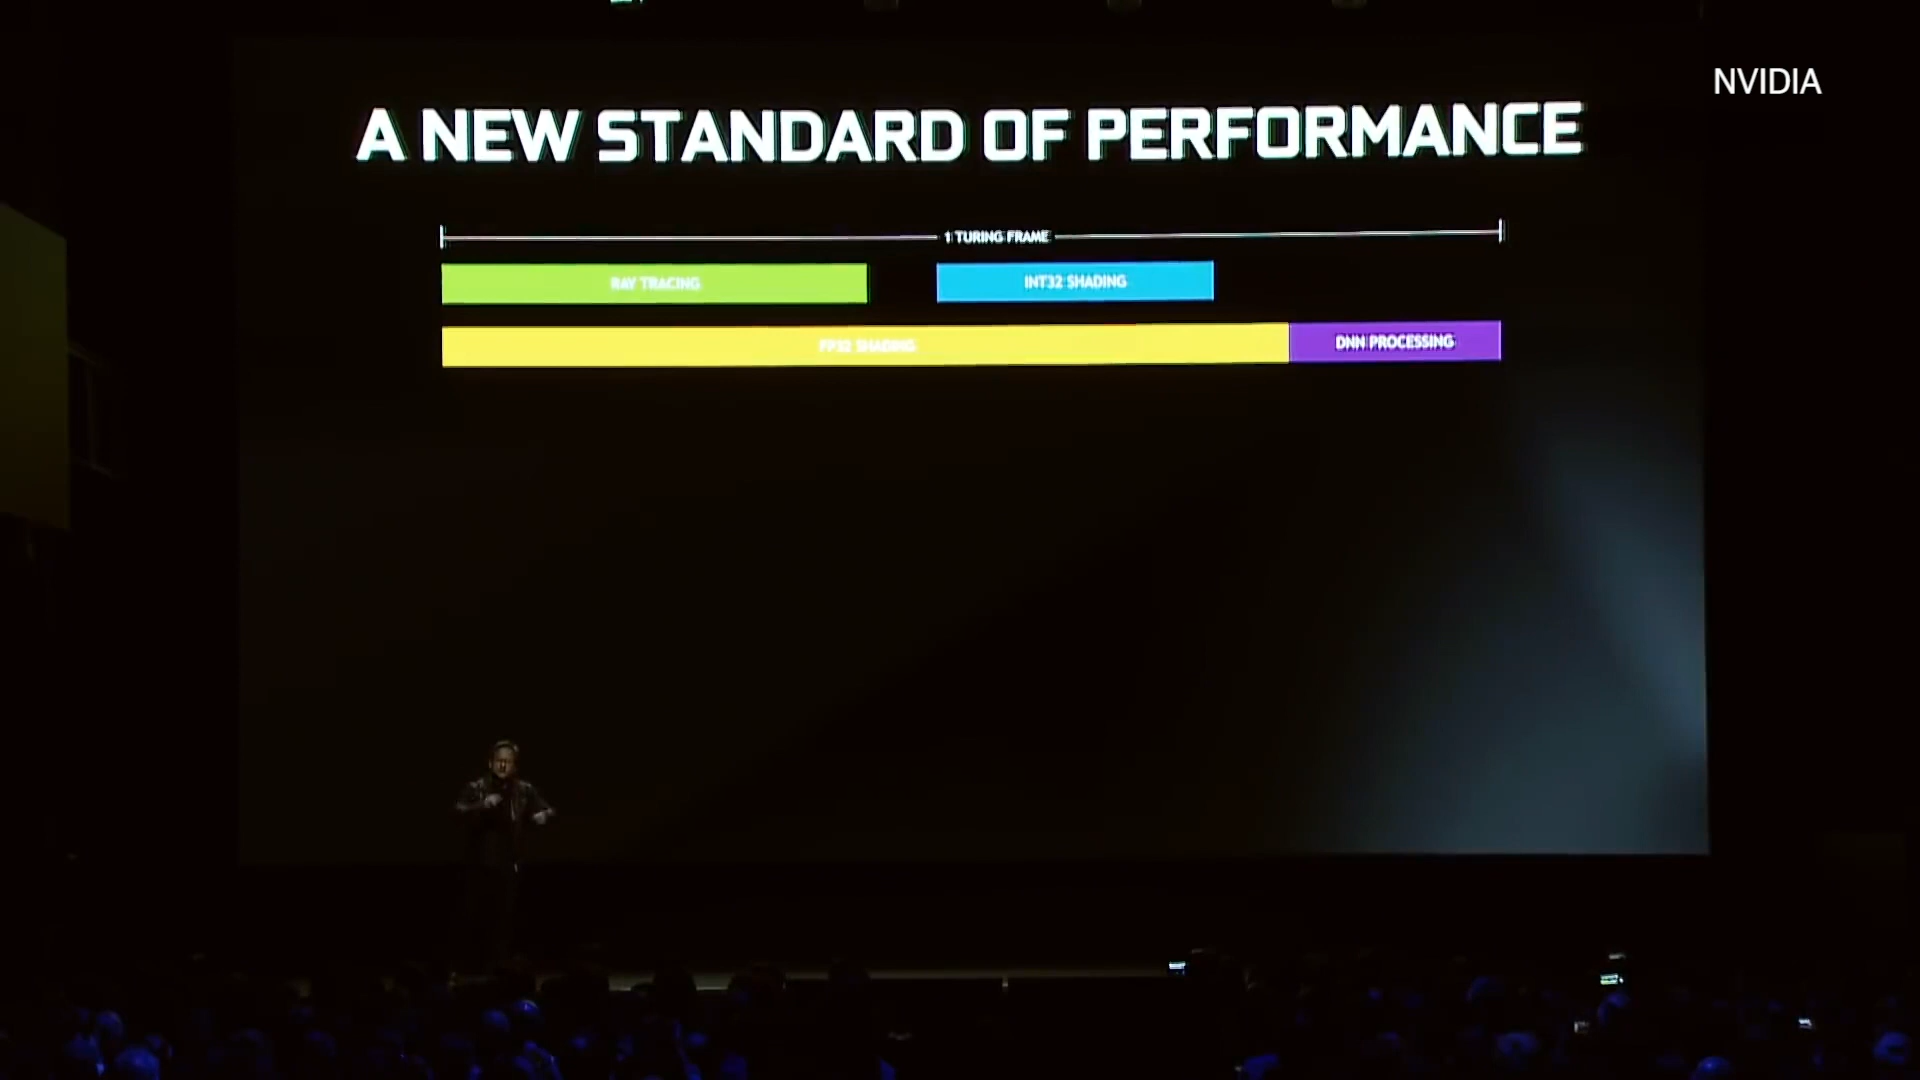 NVIDIA
A NEW STANDARD OF PERFORMANCE
1 TURING FRAME
RAY TRACING
INT32 SHADING
FP32 SHADING
DNN PROCESSING